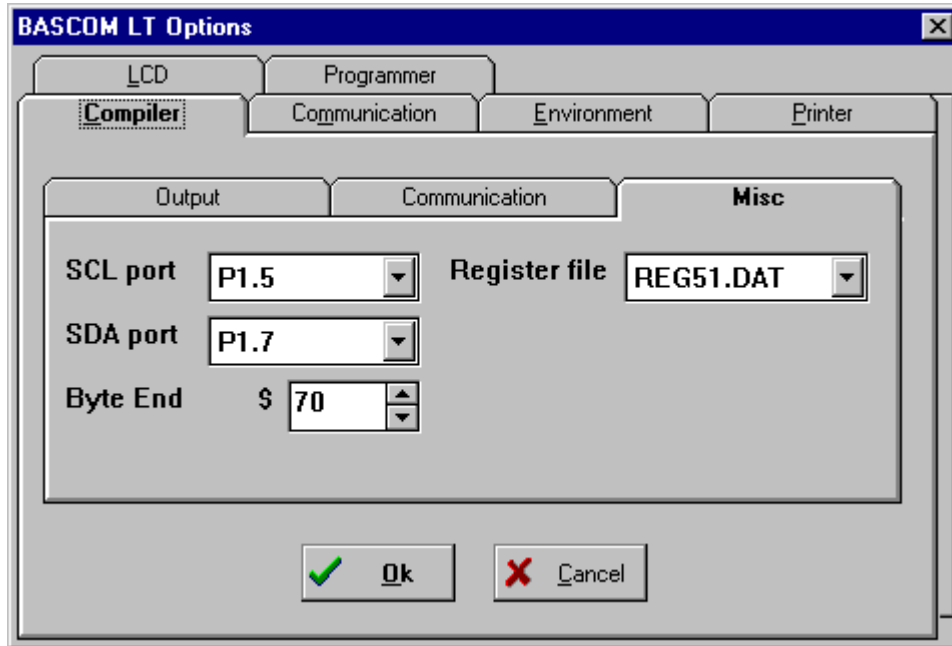 BASCOM LT Options
LCD Programmer
Compiler Communication Environment Printer
Output Communication Misc
SCL port P1.5 Register file REG51.DAT
SDA port P1.7
Byte End $ 70
Ok Cancel